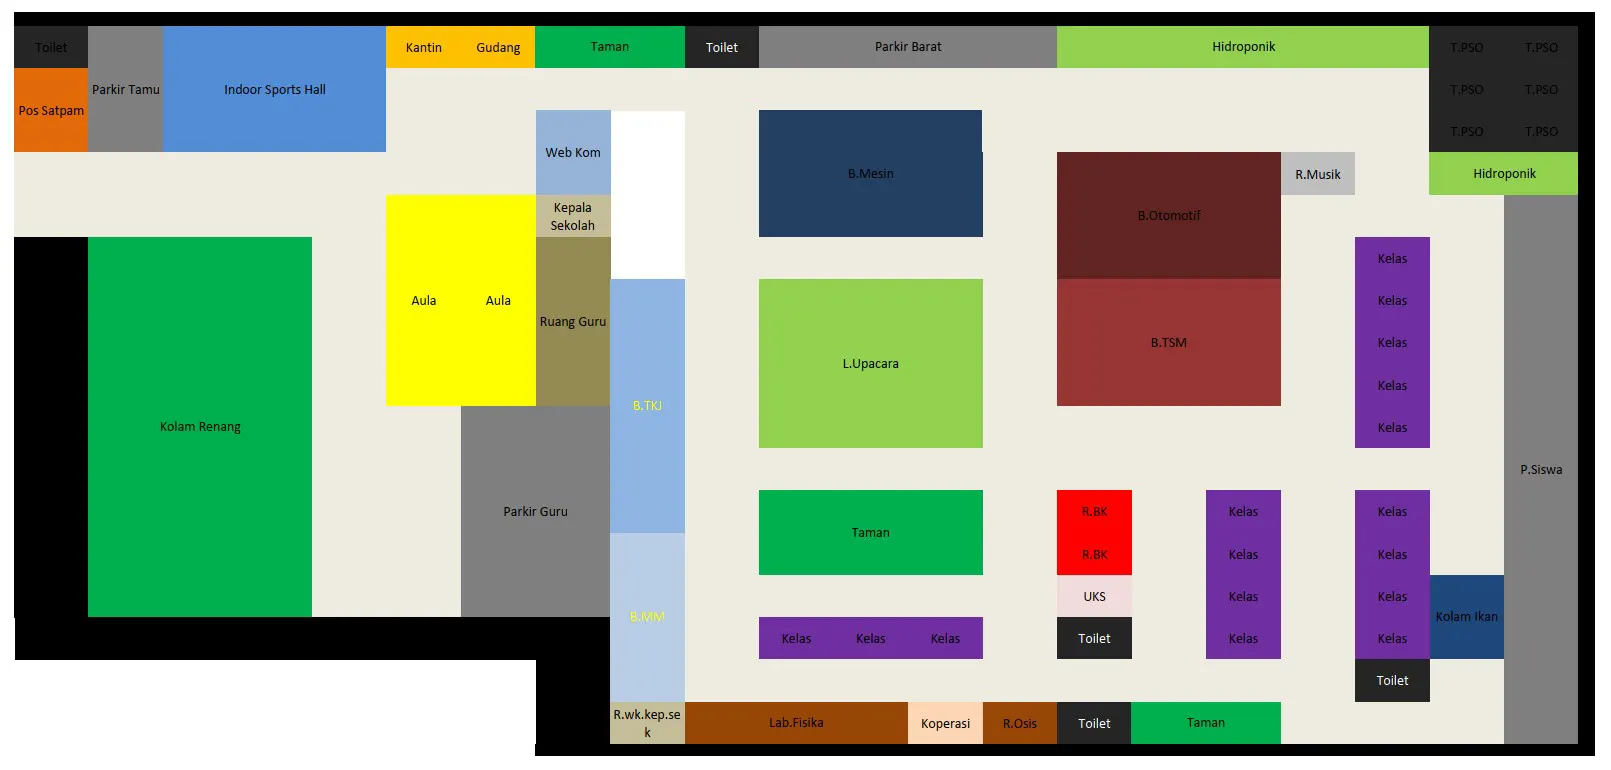 Toilet
Kantin
Gudang
Taman
Toilet
Parkir Barat
Hidroponik
T.PSO
T.PSO
Parkir Tamu
Indoor Sports Hall
T.PSO
T.PSO
Pos Satpam
T.PSO
T.PSO
Web Kom
B.Mesin
R.Musik
Hidroponik
Kepala
Sekolah
B.Otomotif
Kelas
Aula
Aula
Kelas
Ruang Guru
B.TSM
Kelas
L.Upacara
Kelas
B.TKJ
Kolam Renang
Kelas
P.Siswa
Parkir Guru
R.BK
Kelas
Kelas
Taman
R.BK
Kelas
Kelas
UKS
Kelas
Kelas
B.MM
Kolam Ikan
Kelas
Kelas
Kelas
Toilet
Kelas
Kelas
Toilet
R.wk.kep.se
k
Lab.Fisika
Koperasi
R.Osis
Toilet
Taman